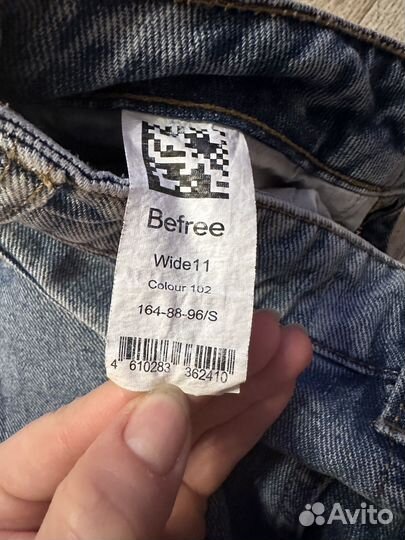 Befree
Wide11
Colour 102
164-88-96/S
4 610283 362410
Avito